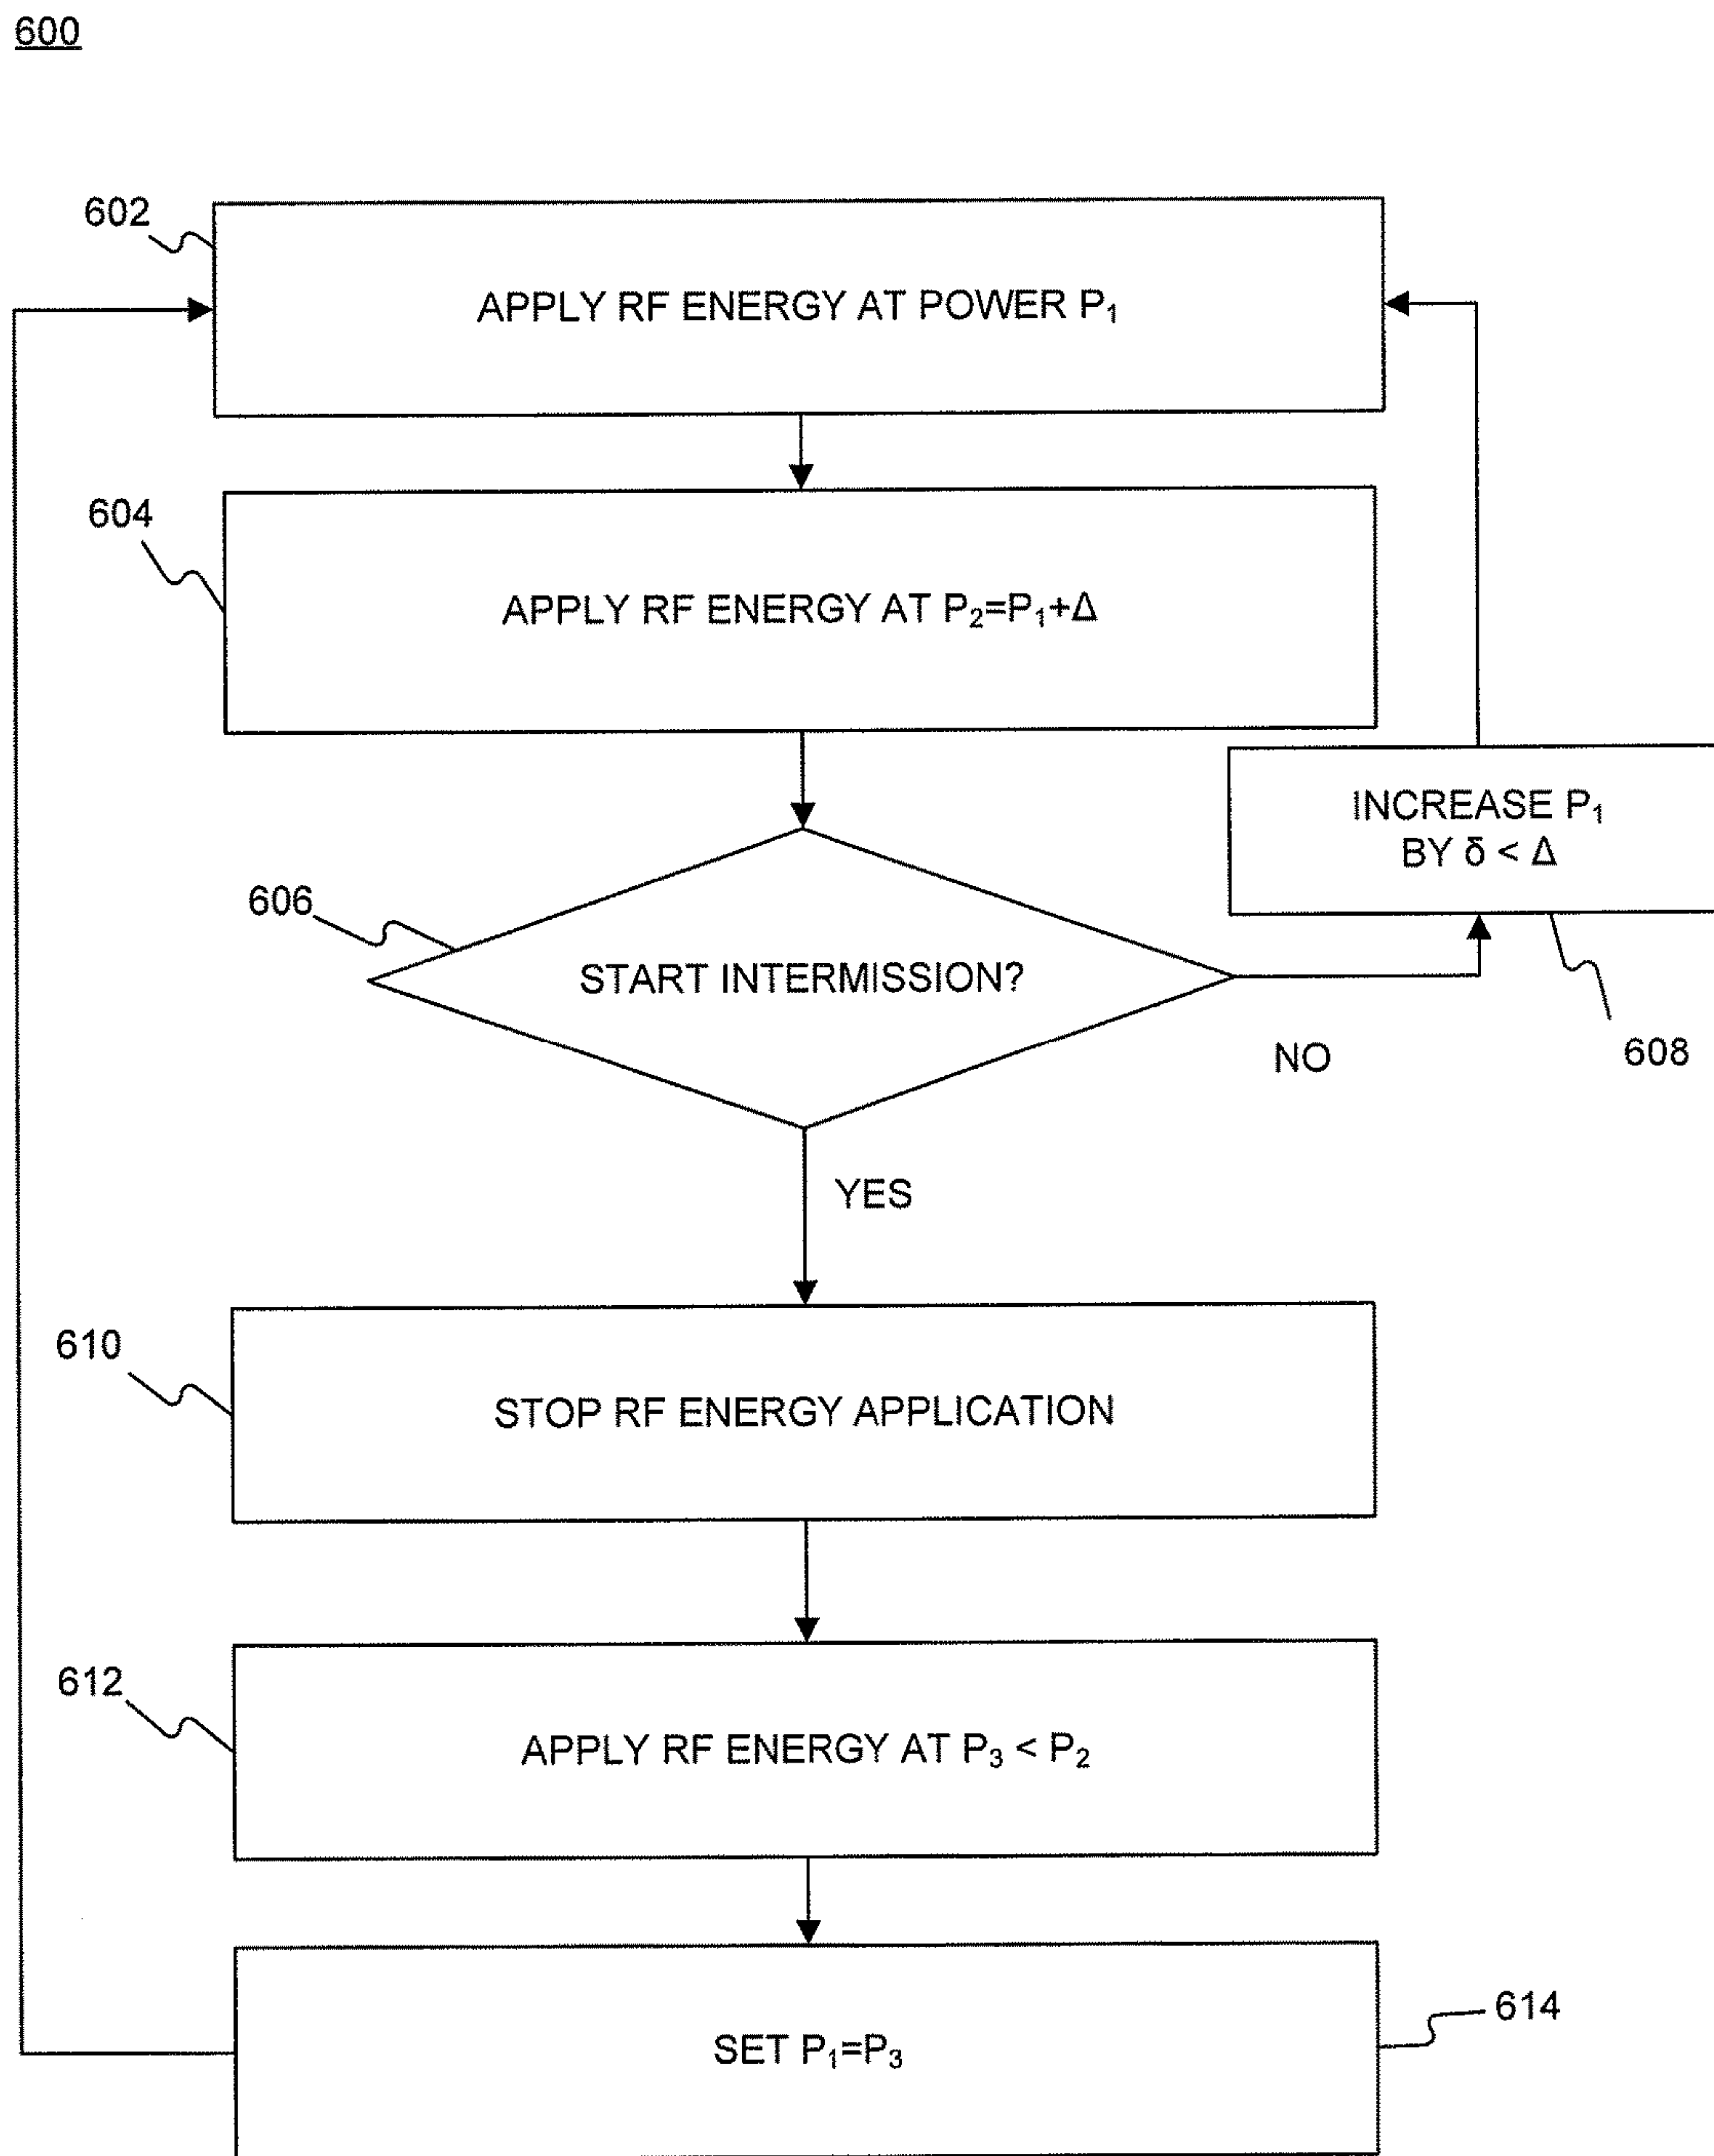 600
602
APPLY RF ENERGY AT POWER P₁
604
APPLY RF ENERGY AT P₂=P₁+Δ
INCREASE P₁
BY δ < Δ
606
START INTERMISSION?
608
NO
YES
610
STOP RF ENERGY APPLICATION
612
APPLY RF ENERGY AT P₃ < P₂
614
SET P₁=P₃